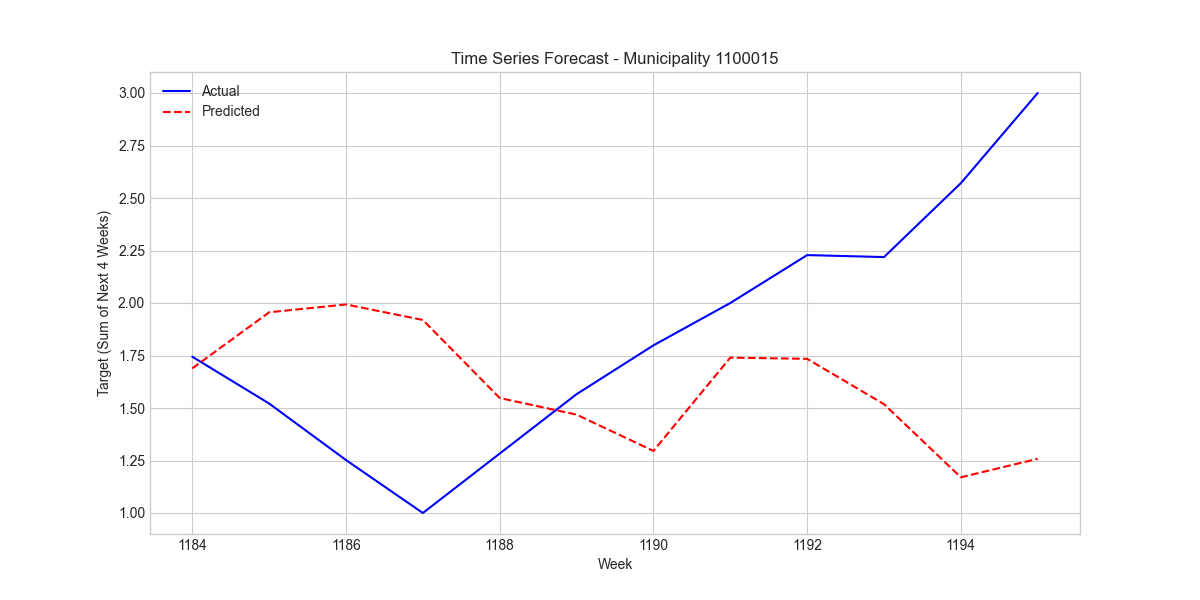 Time Series Forecast - Municipality 1100015
Actual
Predicted
3.00
2.75
2.50
2.25
2.00
1.75
1.50
1.25
1.00
Target (Sum of Next 4 Weeks)
1184 1186 1188 1190 1192 1194
Week